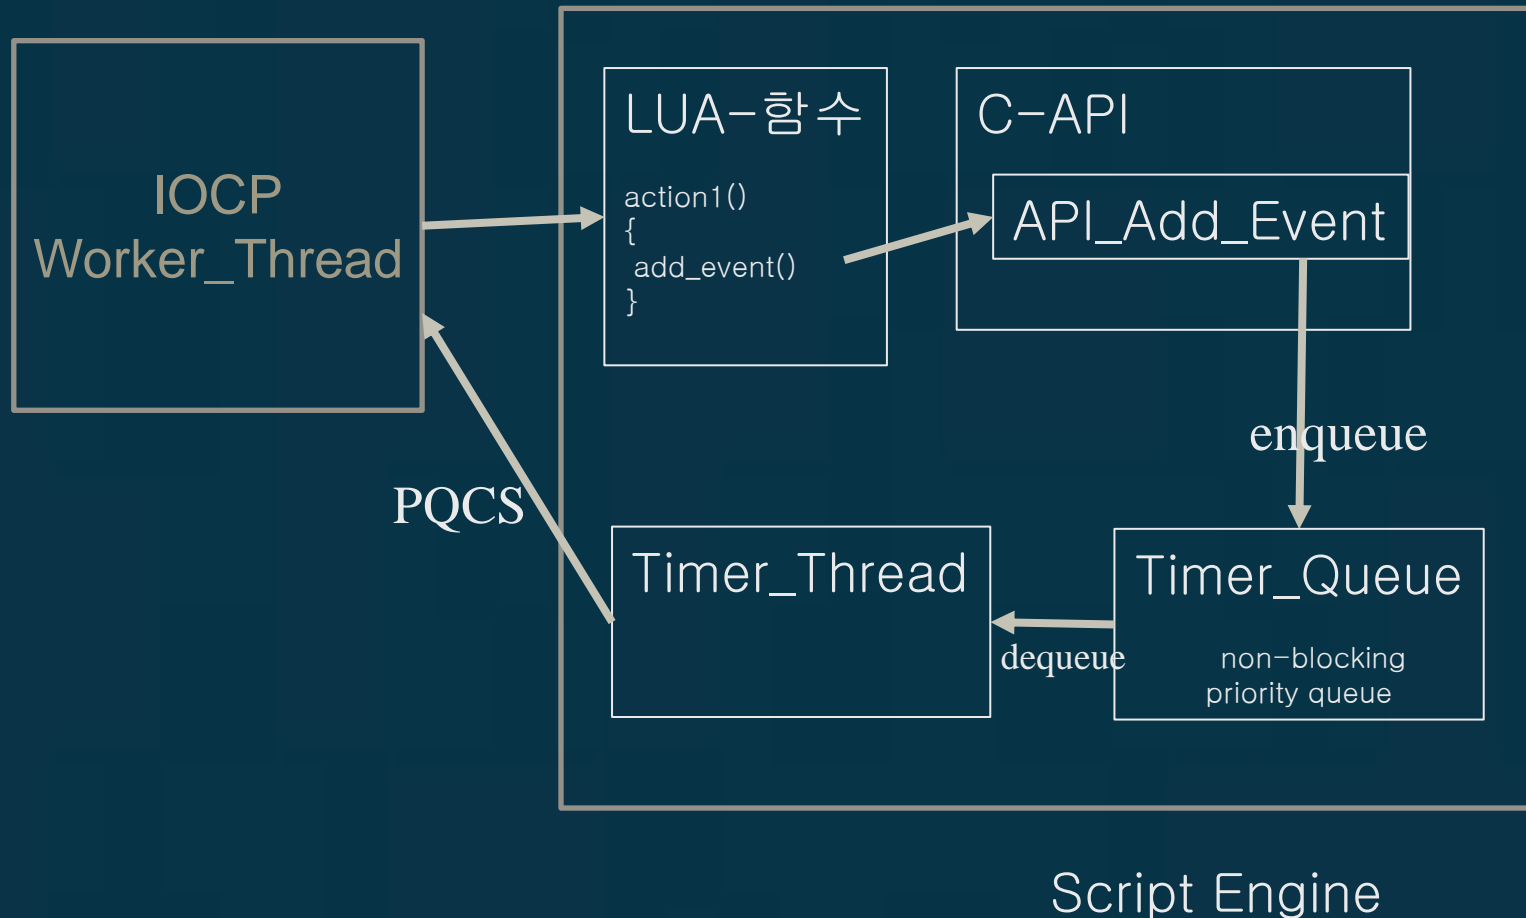 IOCP
Worker_Thread
LUA-함수
action1()
{
add_event()
}
C-API
API_Add_Event
enqueue
PQCS
Timer_Thread
dequeue
Timer_Queue
non-blocking
priority queue
Script Engine